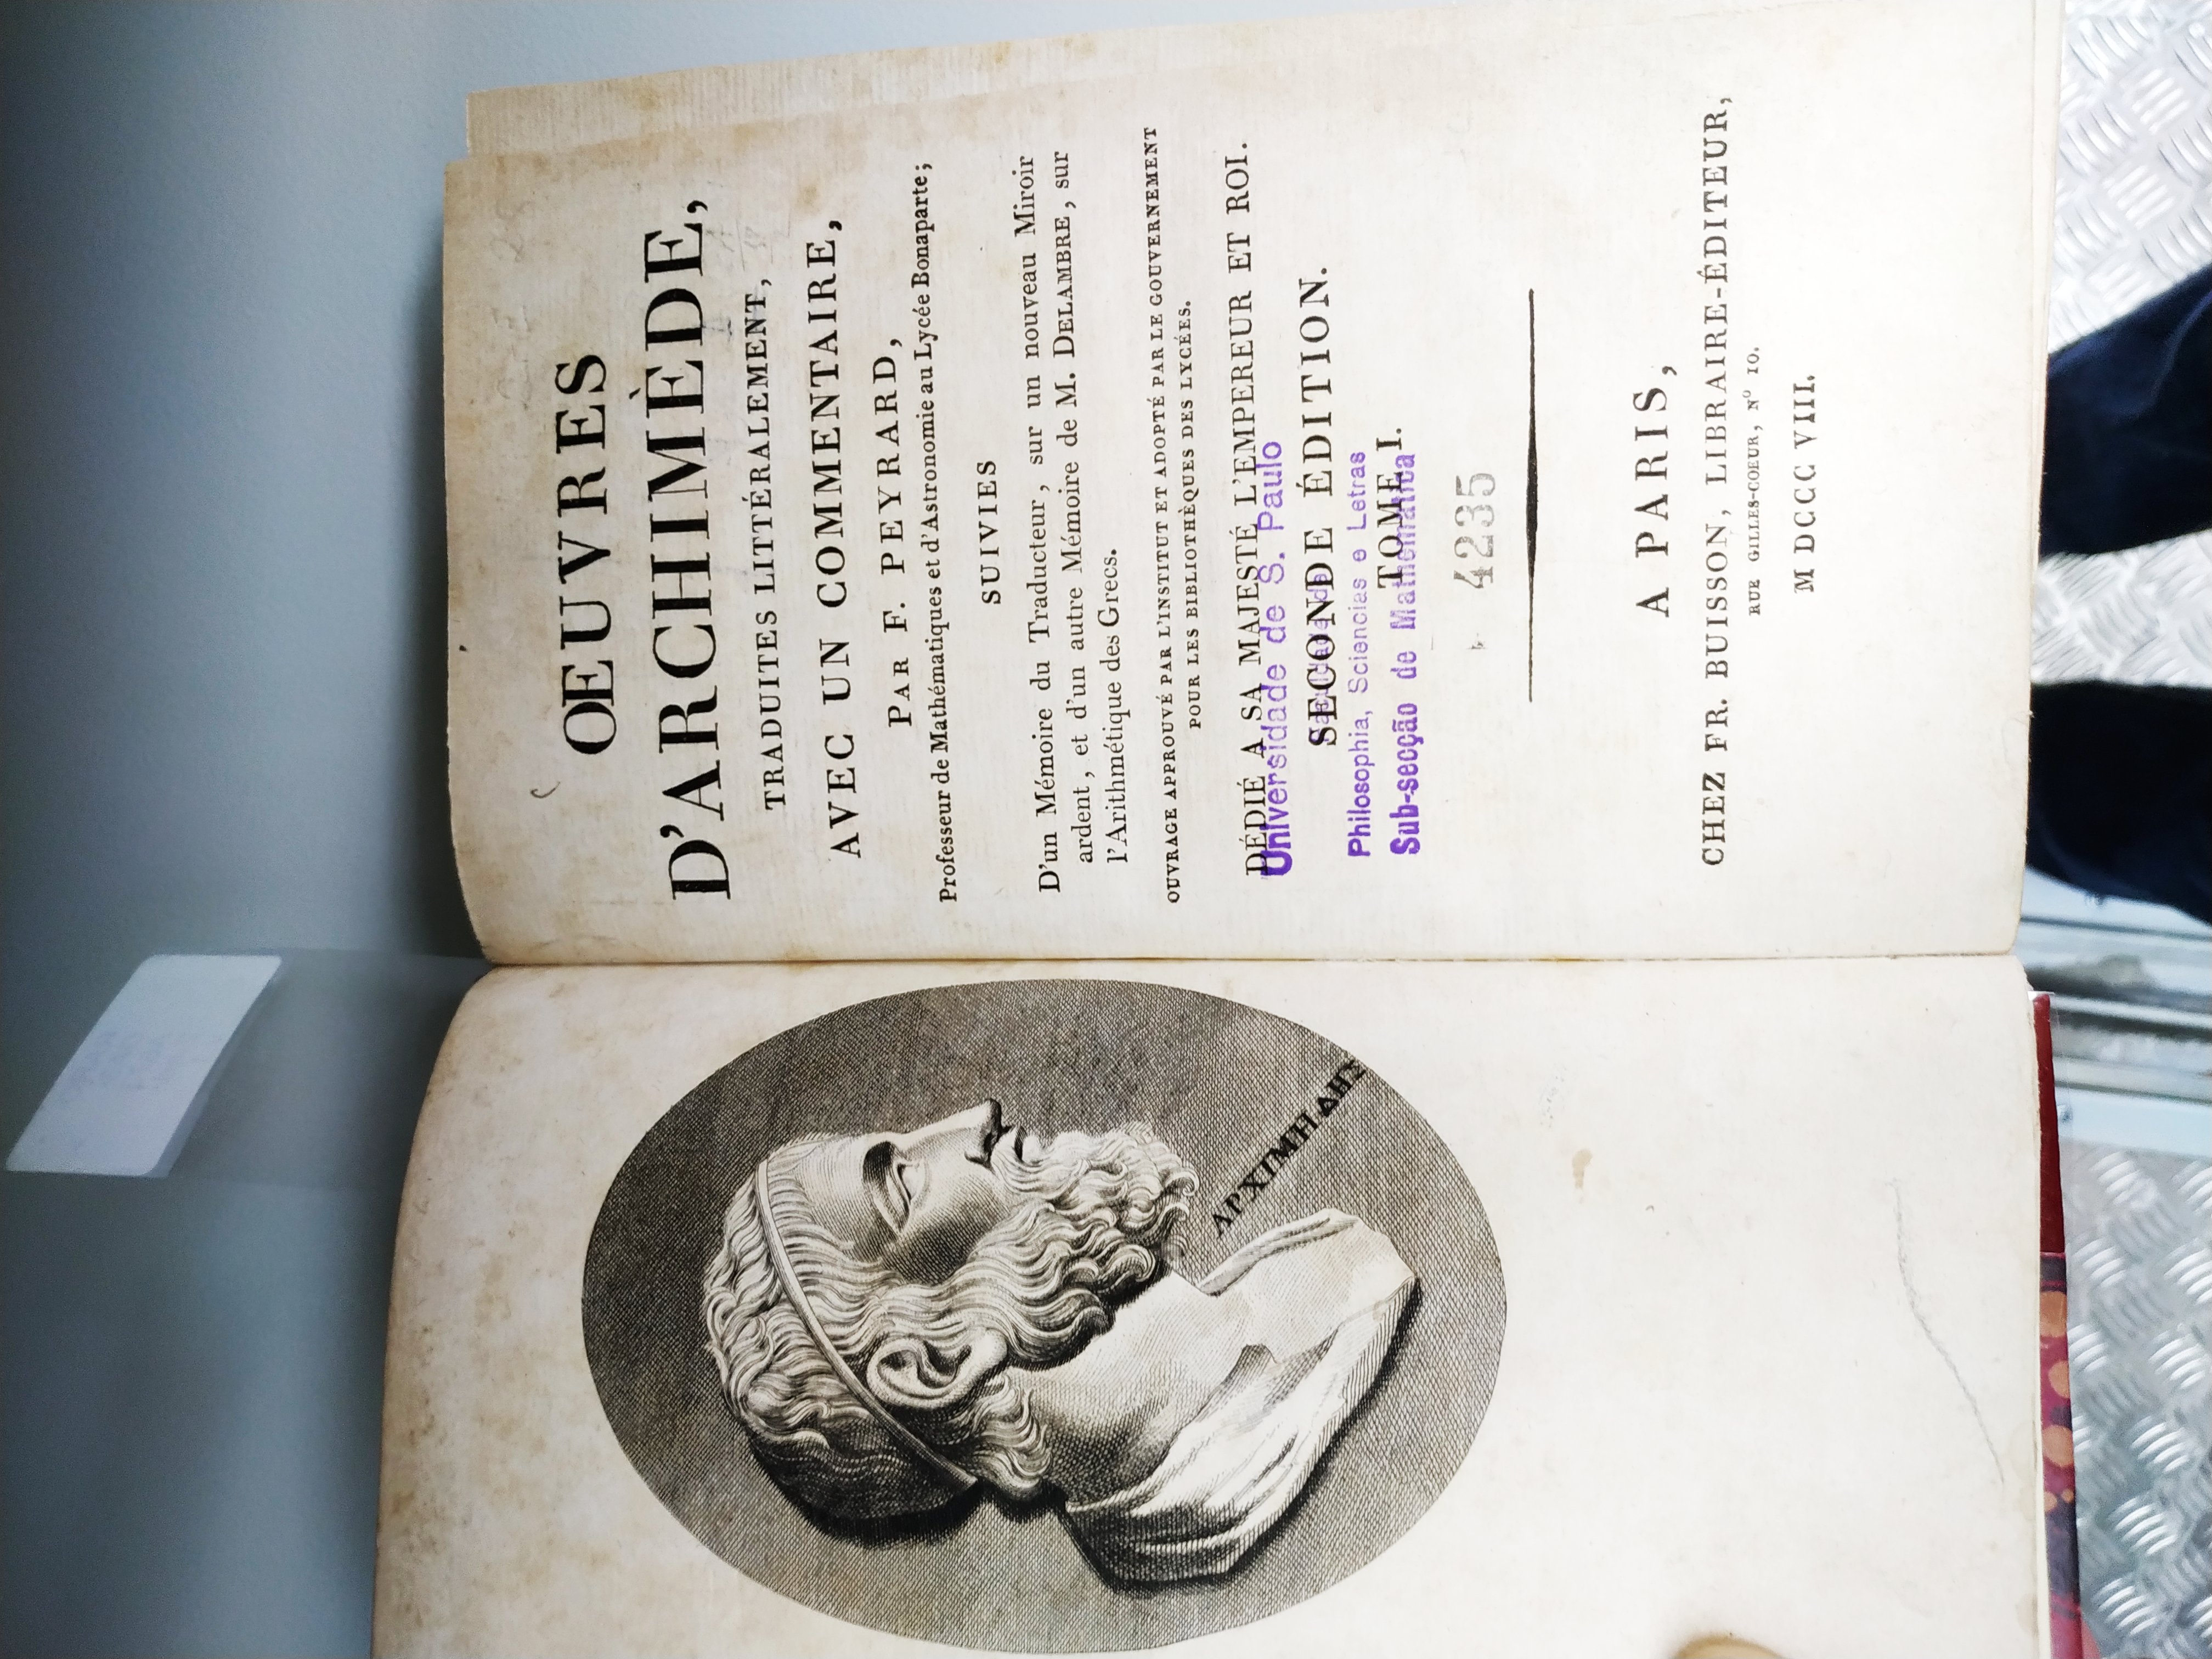 ΑΡΧΙΜΗΔΗΣ
ŒUVRES
D'ARCHIMÈDE,
TRADUITES LITTÉRALEMENT,
AVEC UN COMMENTAIRE,
PAR F. PEYRARD,
Professeur de Mathématiques et d'Astronomie au Lycée Bonaparte;
SUIVIES
D'un Mémoire du Traducteur, sur un nouveau Miroir
ardent, et d'un autre Mémoire de M. DELAMBRE, sur
l'Arithmétique des Grecs.
OUVRAGE APPROUVÉ PAR L'INSTITUT ET ADOPTÉ PAR LE GOUVERNEMENT
POUR LES BIBLIOTHÈQUES DES LYCÉES.
DÉDIÉ A SA MAJESTÉ L'EMPEREUR ET ROI.
Universidade de S. Paulo
SECONDE ÉDITION.
Faculdade de
Philosophia, Sciencias e Letras
TOME I.
Sub-secção de Mathematica
4235
A PARIS,
CHEZ FR. BUISSON, LIBRAIRE-ÉDITEUR,
RUE GILLES-COEUR, Nº 10.
M DCCC VIII.